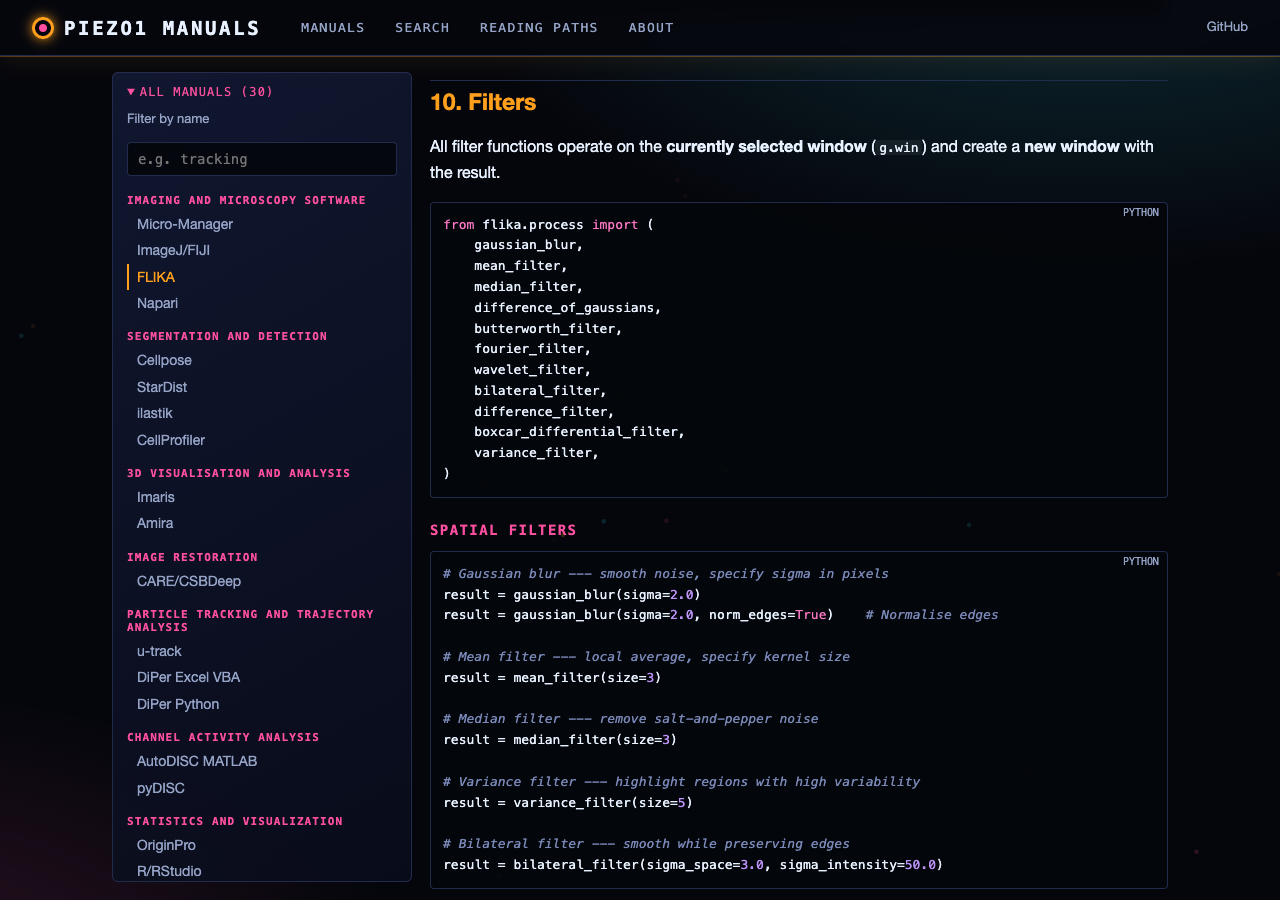 PIEZO1 MANUALS
MANUALS
SEARCH
READING PATHS
ABOUT
GitHub
▼ ALL MANUALS (30)
Filter by name
e.g. tracking
IMAGING AND MICROSCOPY SOFTWARE
Micro-Manager
ImageJ/FIJI
FLIKA
Napari
SEGMENTATION AND DETECTION
Cellpose
StarDist
ilastik
CellProfiler
3D VISUALISATION AND ANALYSIS
Imaris
Amira
IMAGE RESTORATION
CARE/CSBDeep
PARTICLE TRACKING AND TRAJECTORY
ANALYSIS
u-track
DiPer Excel VBA
DiPer Python
CHANNEL ACTIVITY ANALYSIS
AutoDISC MATLAB
pyDISC
STATISTICS AND VISUALIZATION
OriginPro
R/RStudio
10. Filters
All filter functions operate on the currently selected window (g.win) and create a new window with
the result.
PYTHON
from flika.process import (
    gaussian_blur,
    mean_filter,
    median_filter,
    difference_of_gaussians,
    butterworth_filter,
    fourier_filter,
    wavelet_filter,
    bilateral_filter,
    difference_filter,
    boxcar_differential_filter,
    variance_filter,
)
SPATIAL FILTERS
PYTHON
# Gaussian blur --- smooth noise, specify sigma in pixels
result = gaussian_blur(sigma=2.0)
result = gaussian_blur(sigma=2.0, norm_edges=True)    # Normalise edges
# Mean filter --- local average, specify kernel size
result = mean_filter(size=3)
# Median filter --- remove salt-and-pepper noise
result = median_filter(size=3)
# Variance filter --- highlight regions with high variability
result = variance_filter(size=5)
# Bilateral filter --- smooth while preserving edges
result = bilateral_filter(sigma_space=3.0, sigma_intensity=50.0)